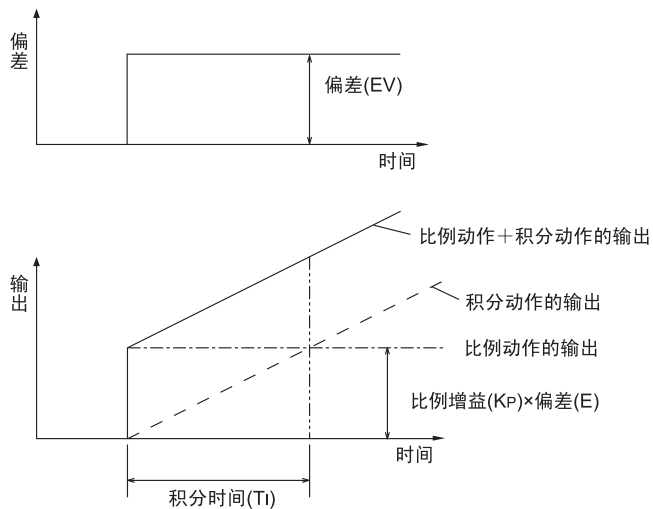 偏差
偏差(EV)
时间
比例动作＋积分动作的输出
输出
积分动作的输出
比例动作的输出
比例增益(KP)×偏差(E)
时间
积分时间(TI)